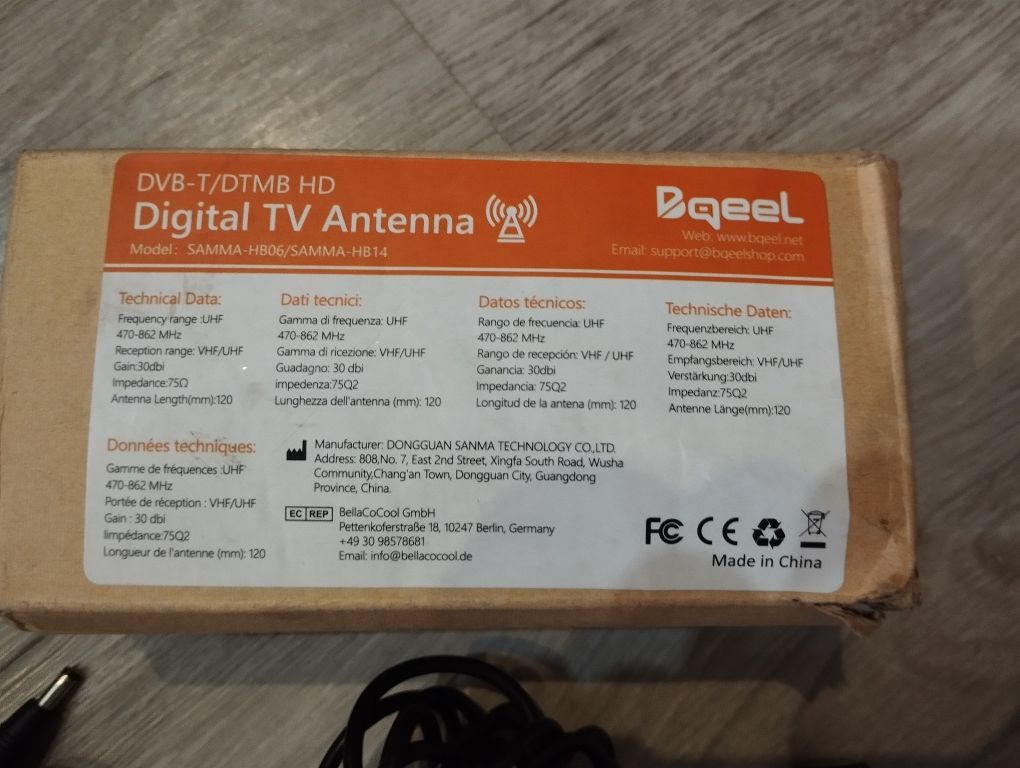 DVB-T/DTMB HD
Digital TV Antenna
Model: SAMMA-HB06/SAMMA-HB14
Bqeel
Web: www.bqeel.net
Email: support@bqeelshop.com
Technical Data:
Frequency range :UHF
470-862 MHz
Reception range: VHF/UHF
Gain:30dbi
Impedance:75Ω
Antenna Length(mm):120
Dati tecnici:
Gamma di frequenza: UHF
470-862 MHz
Gamma di ricezione: VHF/UHF
Guadagno: 30 dbi
impedenza:75Q2
Lunghezza dell'antenna (mm): 120
Datos técnicos:
Rango de frecuencia: UHF
470-862 MHz
Rango de recepción: VHF / UHF
Ganancia: 30dbi
Impedancia: 75Q2
Longitud de la antena (mm): 120
Technische Daten:
Frequenzbereich: UHF
470-862 MHz
Empfangsbereich: VHF/UHF
Verstärkung:30dbi
Impedanz:75Q2
Antenne Länge(mm):120
Données techniques:
Gamme de fréquences :UHF
470-862 MHz
Portée de réception : VHF/UHF
Gain : 30 dbi
Iimpédance:75Q2
Longueur de l'antenne (mm): 120
Manufacturer: DONGGUAN SANMA TECHNOLOGY CO.,LTD.
Address: 808,No. 7, East 2nd Street, Xingfa South Road, Wusha
Community,Chang'an Town, Dongguan City, Guangdong
Province, China.
EC REP
BellaCoCool GmbH
Pettenkoferstraße 18, 10247 Berlin, Germany
+49 30 98578681
Email: info@bellacocool.de
FC CE
Made in China